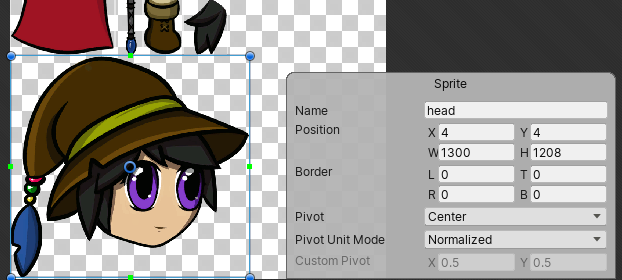 Sprite
Name head
Position X 4 Y 4
W 1300 H 1208
Border L 0 T 0
R 0 B 0
Pivot Center
Pivot Unit Mode Normalized
Custom Pivot X 0.5 Y 0.5